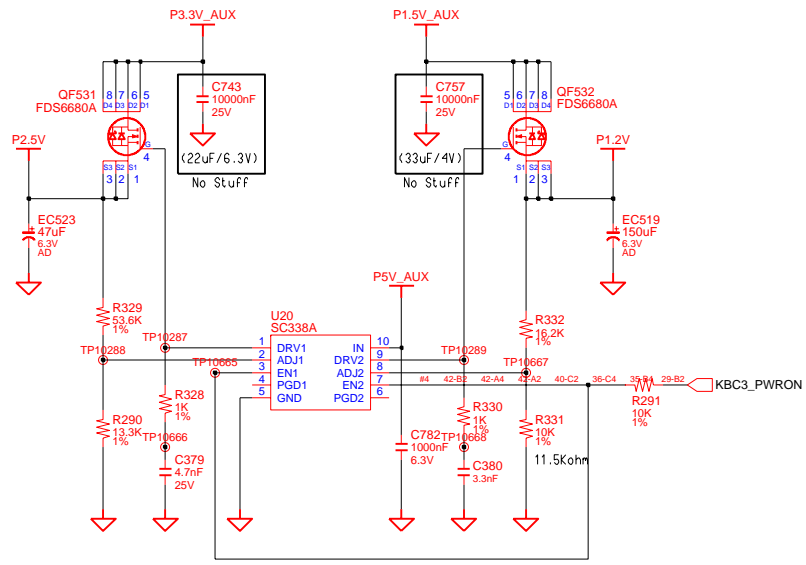 P3.3V_AUX
P1.5V_AUX
QF531
FDS6680A
8 7 6 5
D4 D3 D2 D1
C743
10000nF
25V
C757
10000nF
25V
5 6 7 8
D1 D2 D3 D4
QF532
FDS6680A
P2.5V
G
4
S3 S2 S1
3 2 1
(22uF/6.3V)
No Stuff
(33uF/4V)
No Stuff
G
4
S1 S2 S3
1 2 3
P1.2V
EC523
47uF
6.3V
AD
EC519
150uF
6.3V
AD
P5V_AUX
R329
53.6K
1%
U20
SC338A
R332
16.2K
1%
TP10287
TP10288
TP10665
TP10289
TP10667
1 DRV1
2 ADJ1
3 EN1
4 PGD1
5 GND
IN 10
DRV2 9
ADJ2 8
EN2 7
PGD2 6
#4 42-B2 42-A4 42-A2 40-C2 36-C4 35-B4 29-B2
KBC3_PWRON
R291
10K
1%
R290
13.3K
1%
R328
1K
1%
TP10666
C379
4.7nF
25V
C782
1000nF
6.3V
R330
1K
1%
TP10668
C380
3.3nF
R331
10K
1%
11.5Kohm